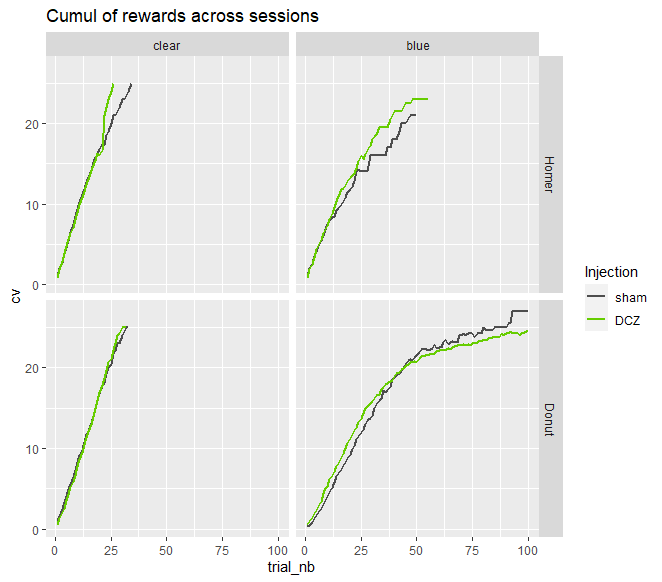 Cumul of rewards across sessions
clear
blue
20
10
0
Homer
20
10
0
Donut
cv
0 25 50 75 100
0 25 50 75 100
trial_nb
Injection
sham
DCZ